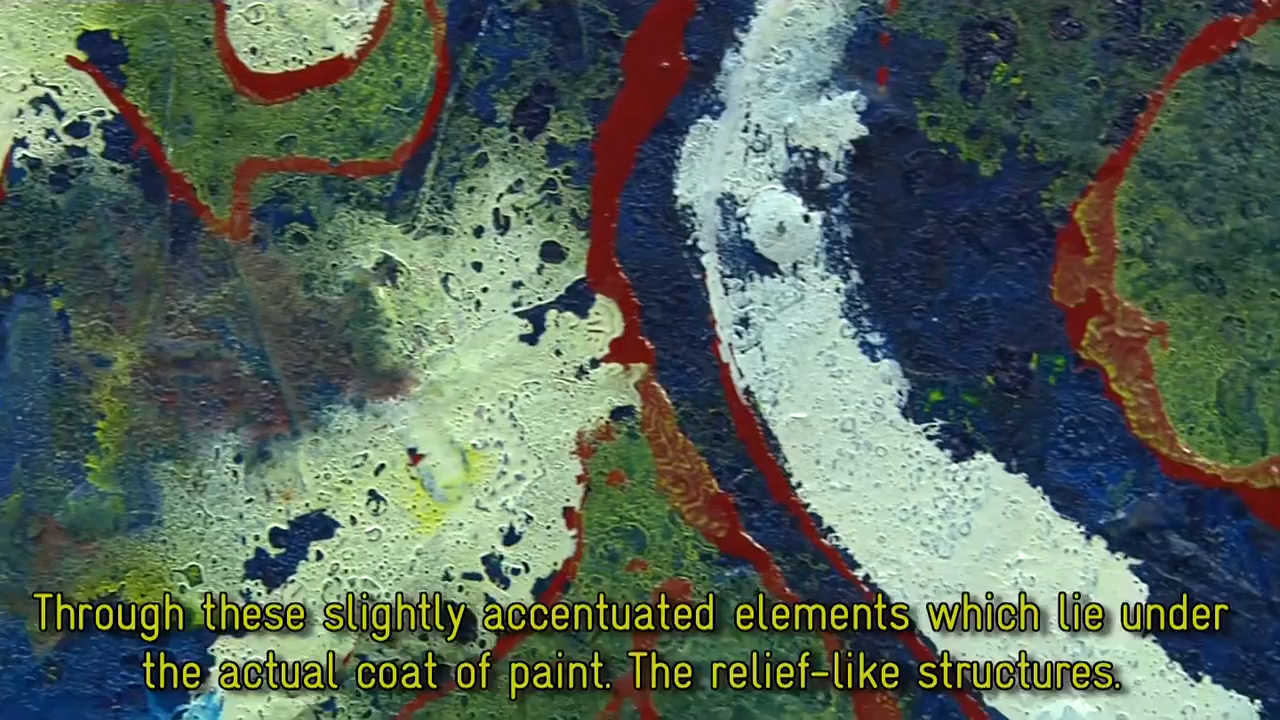 Through these slightly accentuated elements which lie under
the actual coat of paint. The relief-like structures.